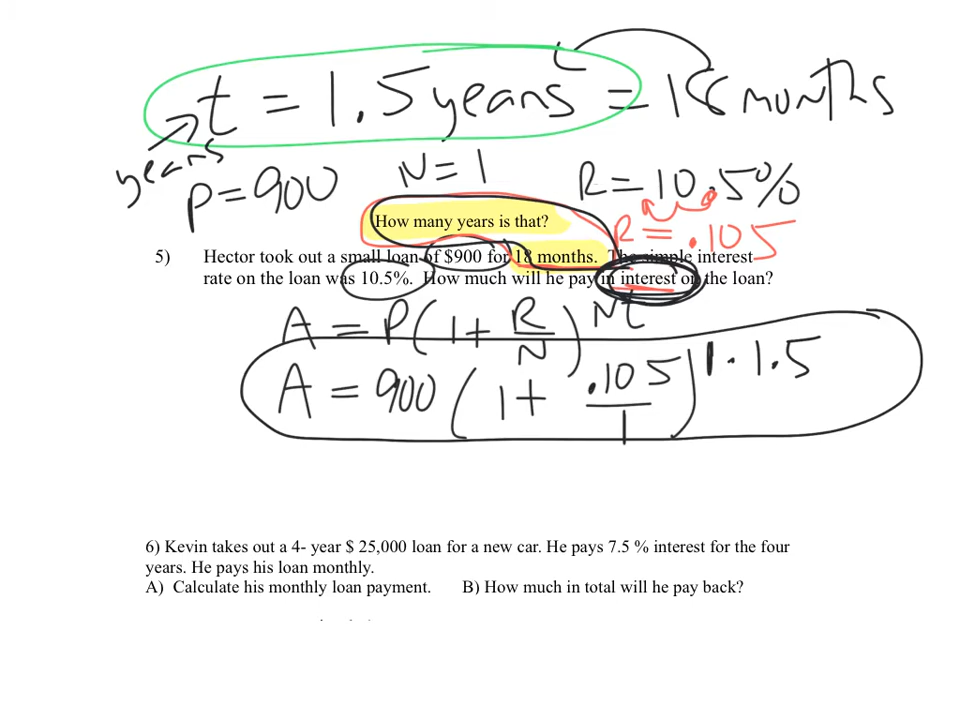 t = 1.5 years = 18 months
years
P=900 N=1 R=10.5%
How many years is that? R=.105
5) Hector took out a small loan of $900 for 18 months. The simple interest
rate on the loan was 10.5%. How much will he pay in interest on the loan?
A = P(1+ R/N)^Nt
A = 900(1+ .105/1)^1·1.5
6) Kevin takes out a 4- year $ 25,000 loan for a new car. He pays 7.5 % interest for the four
years. He pays his loan monthly.
A) Calculate his monthly loan payment. B) How much in total will he pay back?